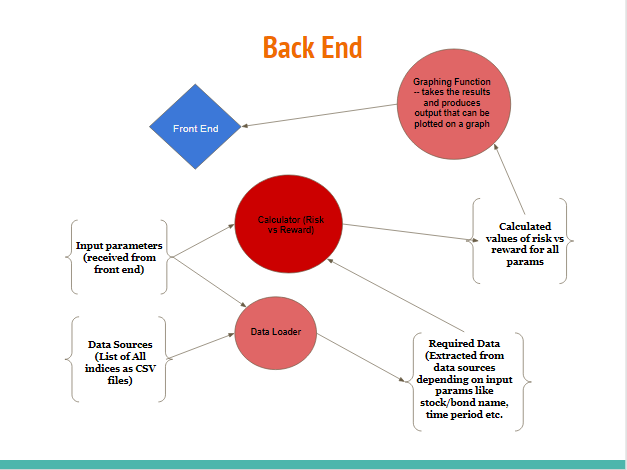 Back End
Graphing Function
-- takes the results
and produces
output that can be
plotted on a graph
Front End
Calculator (Risk
vs Reward)
Calculated
values of risk vs
reward for all
params
Input parameters
(received from
front end)
Data Loader
Data Sources
(List of All
indices as CSV
files)
Required Data
(Extracted from
data sources
depending on input
params like
stock/bond name,
time period etc.